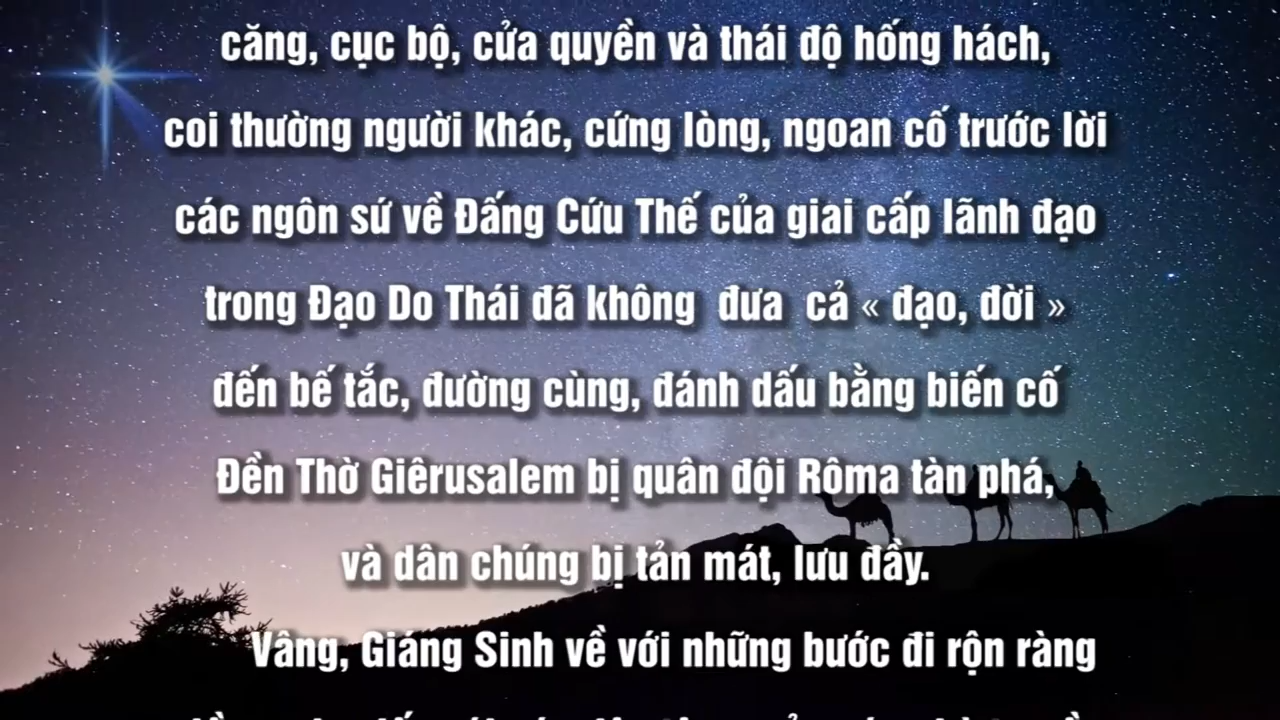 căng, cục bộ, cửa quyền và thái độ hống hách,
coi thường người khác, cứng lòng, ngoan cố trước lời
các ngôn sứ về Đấng Cứu Thế của giai cấp lãnh đạo
trong Đạo Do Thái đã không đưa cả « đạo, đời »
đến bế tắc, đường cùng, đánh dấu bằng biến cố
Đền Thờ Giêrusalem bị quân đội Rôma tàn phá,
và dân chúng bị tản mát, lưu đầy.
Vâng, Giáng Sinh về với những bước đi rộn ràng